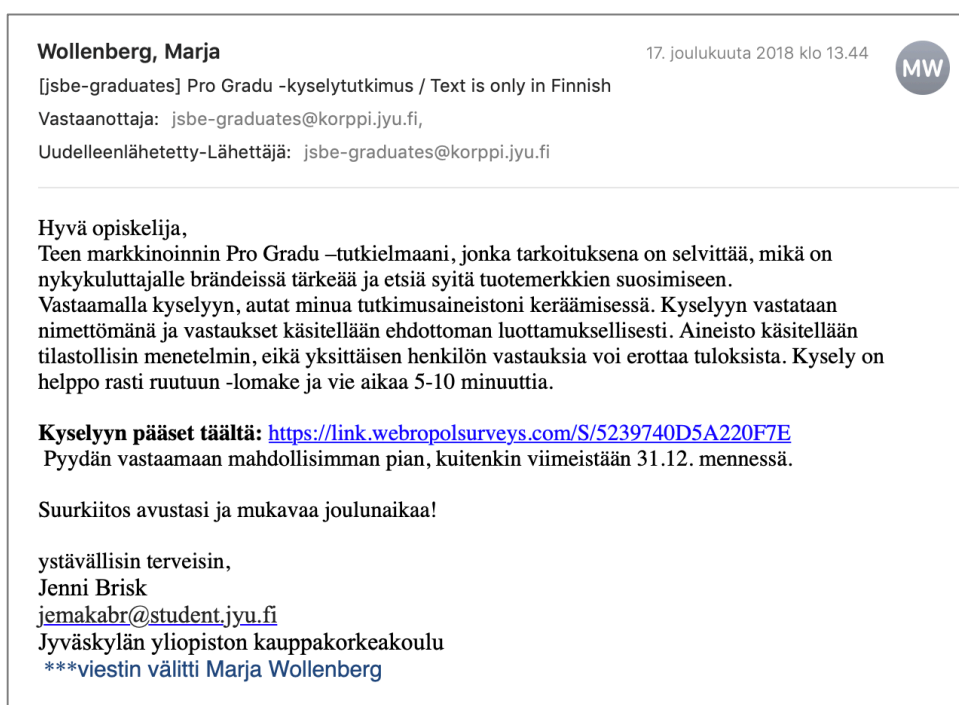 Wollenberg, Marja
17. joulukuuta 2018 klo 13.44
MW
[jsbe-graduates] Pro Gradu -kyselytutkimus / Text is only in Finnish
Vastaanottaja: jsbe-graduates@korppi.jyu.fi,
Uudelleenlähetetty-Lähettäjä: jsbe-graduates@korppi.jyu.fi
Hyvä opiskelija,
Teen markkinoinnin Pro Gradu –tutkielmaani, jonka tarkoituksena on selvittää, mikä on
nykykuluttajalle brändeissä tärkeää ja etsiä syitä tuotemerkkien suosimiseen.
Vastaamalla kyselyyn, autat minua tutkimusaineistoni keräämisessä. Kyselyyn vastataan
nimettömänä ja vastaukset käsitellään ehdottoman luottamuksellisesti. Aineisto käsitellään
tilastollisin menetelmin, eikä yksittäisen henkilön vastauksia voi erottaa tuloksista. Kysely on
helppo rasti ruutuun -lomake ja vie aikaa 5-10 minuuttia.
Kyselyyn pääset täältä: https://link.webropolsurveys.com/S/5239740D5A220F7E
Pyydän vastaamaan mahdollisimman pian, kuitenkin viimeistään 31.12. mennessä.
Suurkiitos avustasi ja mukavaa joulunaikaa!
ystävällisin terveisin,
Jenni Brisk
jemakabr@student.jyu.fi
Jyväskylän yliopiston kauppakorkeakoulu
***viestin välitti Marja Wollenberg